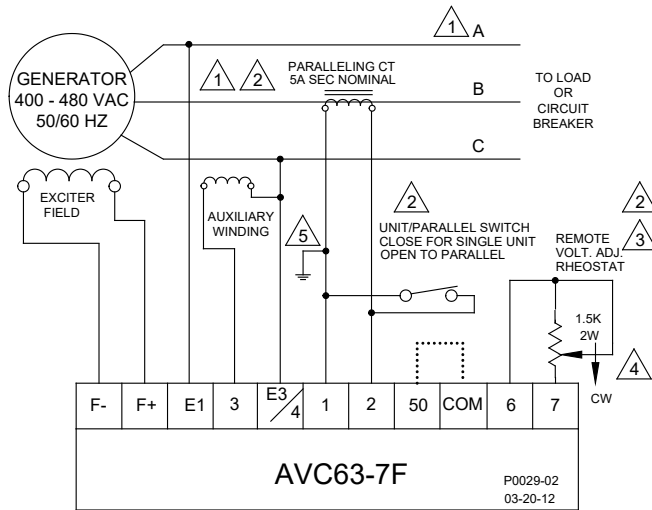 1 A
GENERATOR
400 - 480 VAC
50/60 HZ
1 2
PARALLELING CT
5A SEC NOMINAL
B
TO LOAD
OR
CIRCUIT
BREAKER
C
EXCITER
FIELD
AUXILIARY
WINDING
5
2
UNIT/PARALLEL SWITCH
CLOSE FOR SINGLE UNIT
OPEN TO PARALLEL
2
3
REMOTE
VOLT. ADJ.
RHEOSTAT
1.5K
2W
4
CW
F- F+ E1 3 E3/4 1 2 50 COM 6 7
AVC63-7F
P0029-02
03-20-12